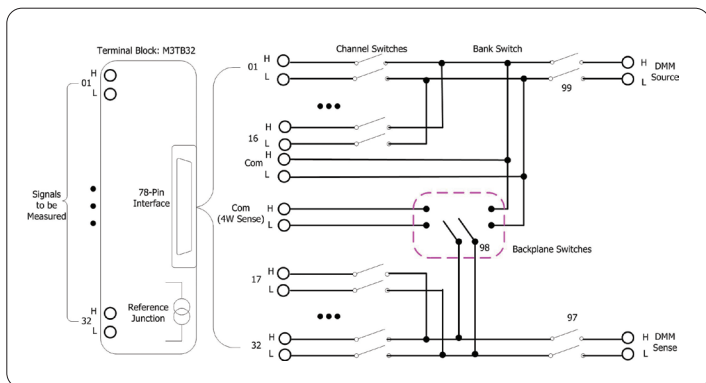 Terminal Block: M3TB32
H
01
L
Signals
to be
Measured
78-Pin
Interface
Reference
Junction
H
32
L
Channel Switches
Bank Switch
H
01
L
H
16
L
H
Com
L
Com
(4W Sense)
H
L
H
17
L
H
32
L
99
H
DMM
Source
L
98
Backplane Switches
97
H
DMM
Sense
L